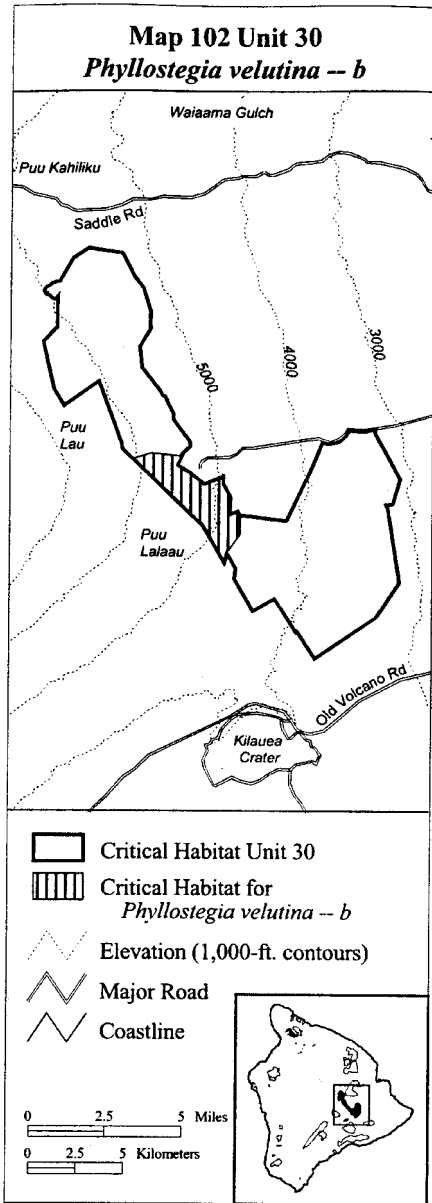 Map 102 Unit 30
Phyllostegia velutina -- b
Waiaama Gulch
Puu Kahiliku
Saddle Rd
5000
4000
3000
Puu
Lau
Puu
Lalaau
Old Volcano Rd
Kilauea
Crater
Critical Habitat Unit 30
Critical Habitat for
Phyllostegia velutina -- b
Elevation (1,000-ft. contours)
Major Road
Coastline
0 2.5 5 Miles
0 2.5 5 Kilometers